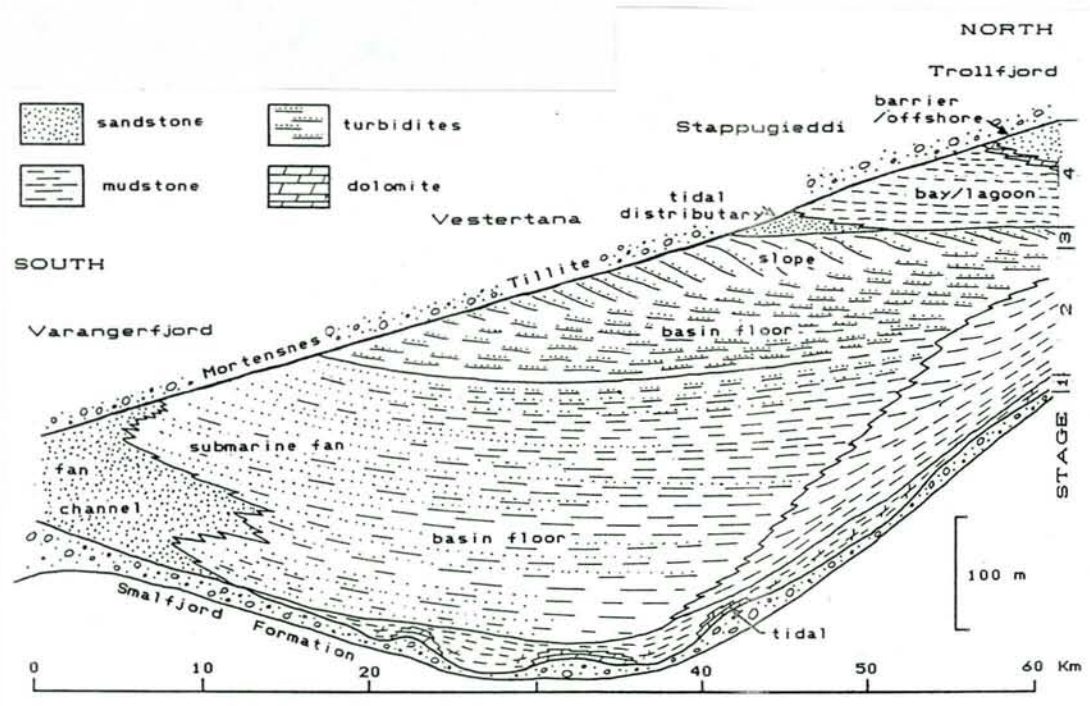 NORTH
Trollfjord
barrier
/offshore
Stappugieddi
sandstone
turbidites
mudstone
dolomite
bay/lagoon
tidal
distributary
Vestertana
SOUTH
slope
Varangerfjord
Mortensnes Tillite
basin floor
submarine fan
fan
channel
basin floor
STAGE 1 2 3 4
100 m
Smalfjord Formation
tidal
0 10 20 40 50 60 Km